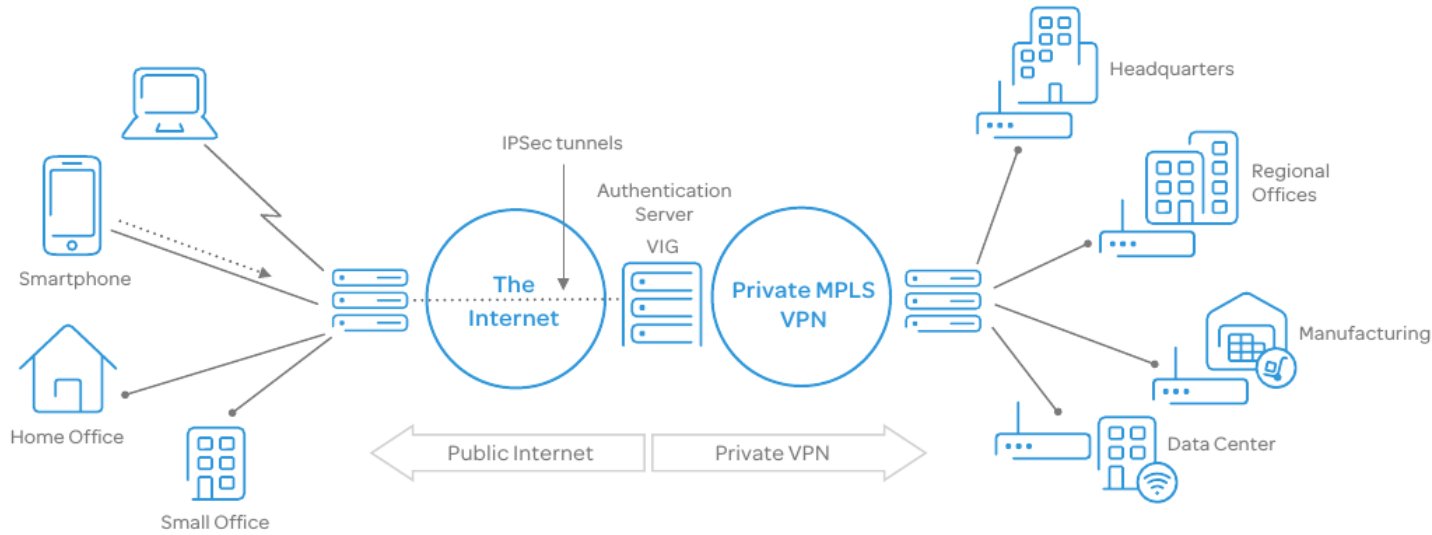 Headquarters
IPSec tunnels
Authentication
Server
VIG
Regional
Offices
Smartphone
The
Internet
Private MPLS
VPN
Manufacturing
Home Office
Public Internet
Private VPN
Data Center
Small Office